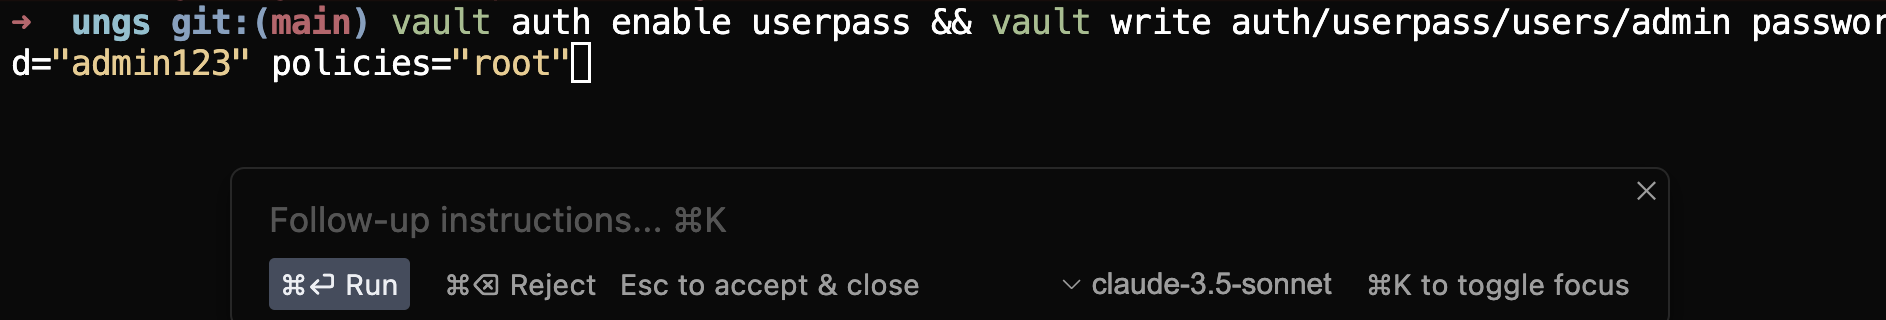 ➜  ungs git:(main) vault auth enable userpass && vault write auth/userpass/users/admin passwor
d="admin123" policies="root"
Follow-up instructions... ⌘K
⌘⏎ Run ⌘⌫ Reject Esc to accept & close claude-3.5-sonnet ⌘K to toggle focus